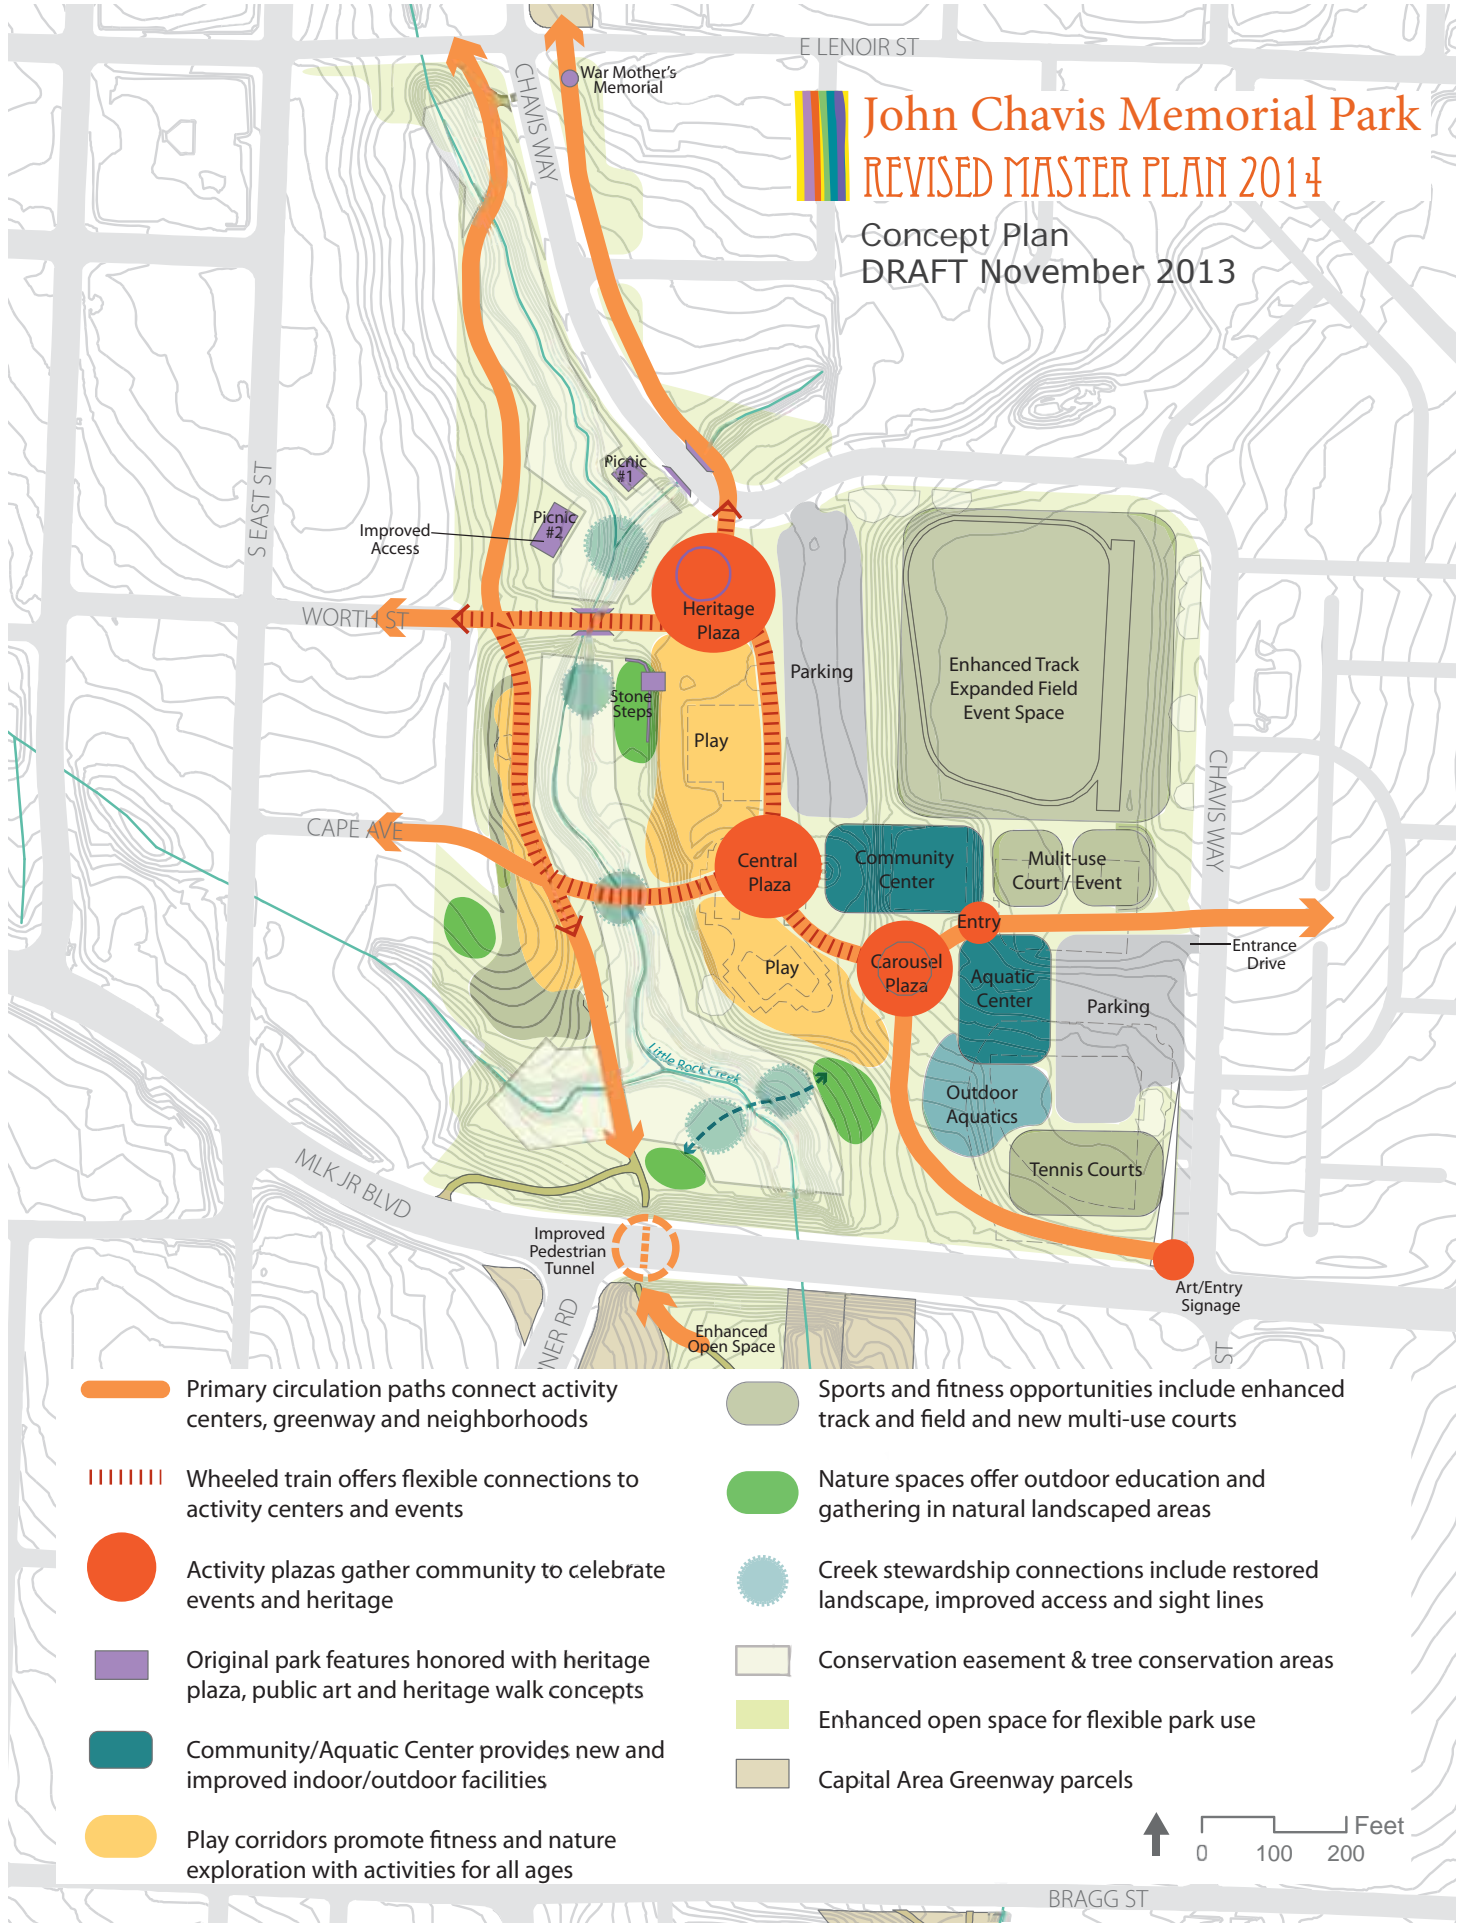 E LENOIR ST
War Mother's
Memorial
CHAVIS WAY
John Chavis Memorial Park
REVISED MASTER PLAN 2014
Concept Plan
DRAFT November 2013
Picnic
#1
Picnic
#2
Improved
Access
S EAST ST
WORTH ST
Heritage
Plaza
Parking
Enhanced Track
Expanded Field
Event Space
Stone
Steps
Play
CHAVIS WAY
CAPE AVE
Central
Plaza
Community
Center
Mulit-use
Court / Event
Entry
Entrance
Drive
Play
Carousel
Plaza
Aquatic
Center
Parking
Little Rock Creek
Outdoor
Aquatics
Tennis Courts
MLK JR BLVD
Improved
Pedestrian
Tunnel
Art/Entry
Signage
NER RD
Enhanced
Open Space
ST
Primary circulation paths connect activity
centers, greenway and neighborhoods
Wheeled train offers flexible connections to
activity centers and events
Activity plazas gather community to celebrate
events and heritage
Original park features honored with heritage
plaza, public art and heritage walk concepts
Community/Aquatic Center provides new and
improved indoor/outdoor facilities
Play corridors promote fitness and nature
exploration with activities for all ages
Sports and fitness opportunities include enhanced
track and field and new multi-use courts
Nature spaces offer outdoor education and
gathering in natural landscaped areas
Creek stewardship connections include restored
landscape, improved access and sight lines
Conservation easement & tree conservation areas
Enhanced open space for flexible park use
Capital Area Greenway parcels
Feet
0 100 200
BRAGG ST